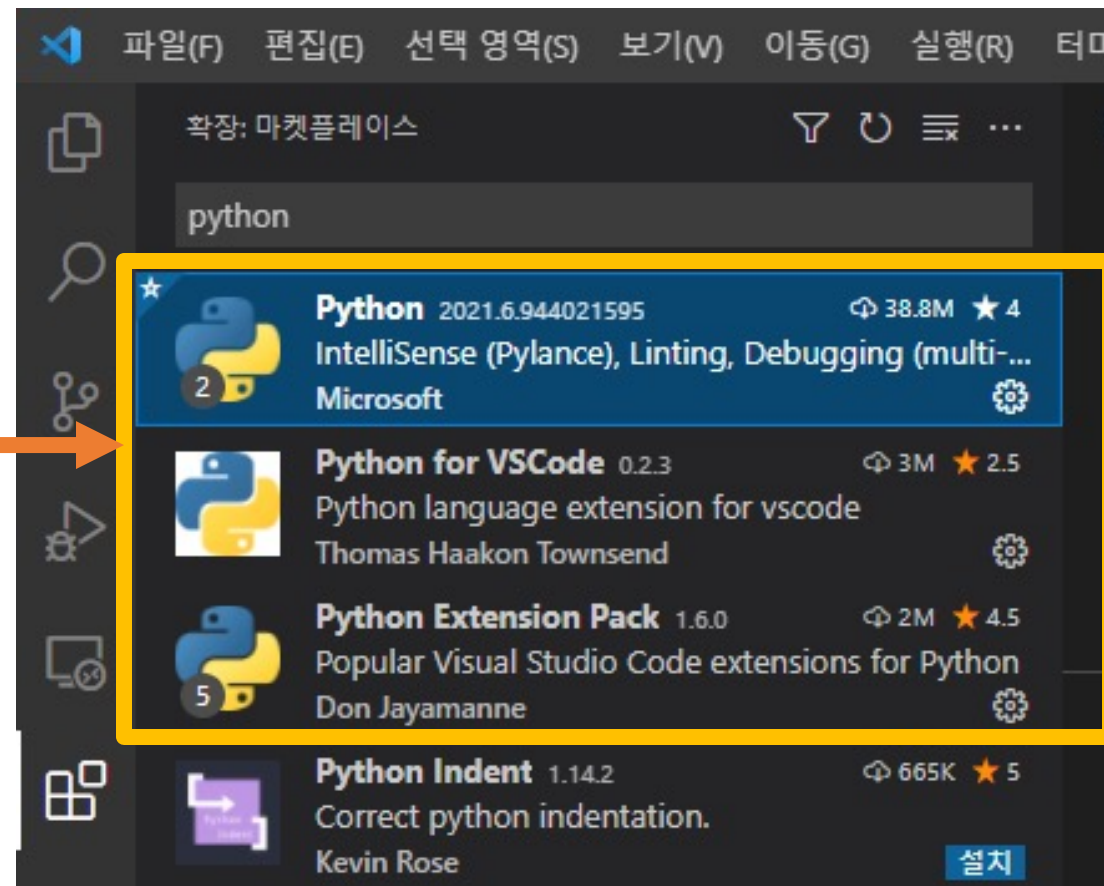 파일(F) 편집(E) 선택 영역(S) 보기(V) 이동(G) 실행(R)
확장: 마켓플레이스
python
Python 2021.6.944021595 38.8M 4
IntelliSense (Pylance), Linting, Debugging (multi-...
2
Microsoft
Python for VSCode 0.2.3 3M 2.5
Python language extension for vscode
Thomas Haakon Townsend
Python Extension Pack 1.6.0 2M 4.5
Popular Visual Studio Code extensions for Python
5
Don Jayamanne
Python Indent 1.14.2 665K 5
Correct python indentation.
Python
Indent
Kevin Rose 설치